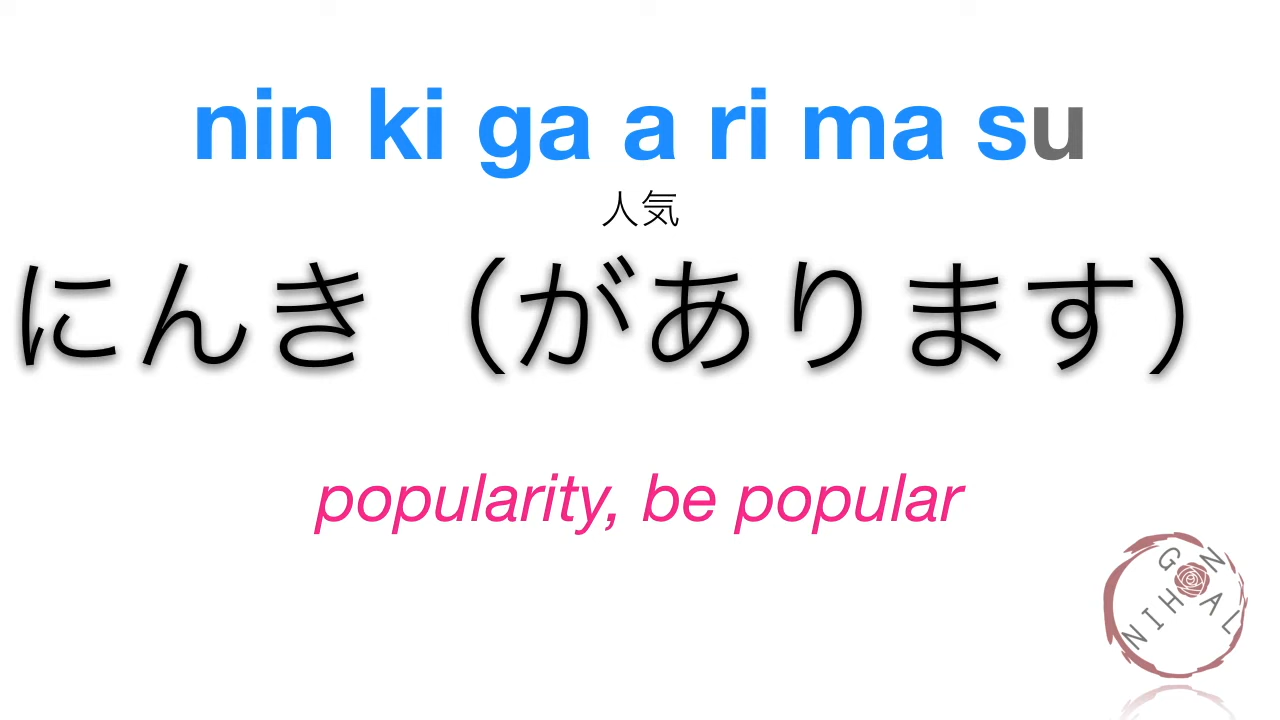 nin ki ga a ri ma su
人気
にんき（があります）
popularity, be popular
NIHON GAL